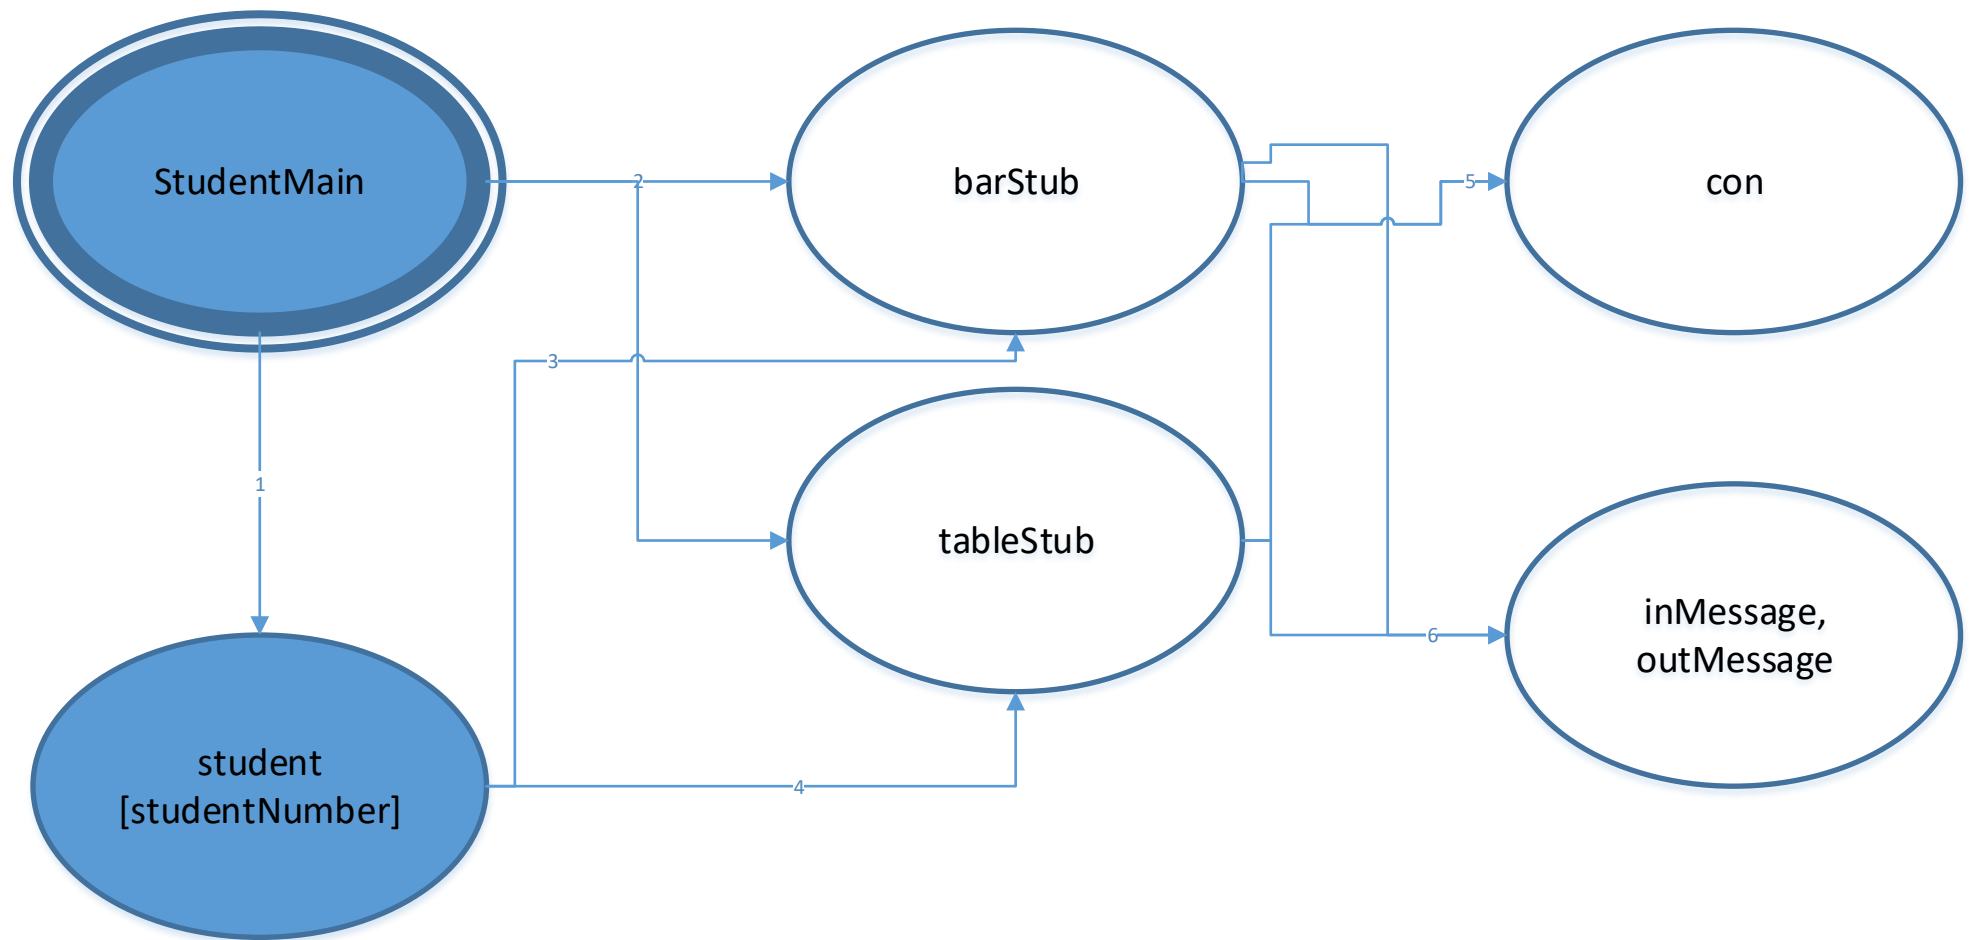 StudentMain
2
barStub
5
con
3
1
tableStub
inMessage,
outMessage
6
student
[studentNumber]
4